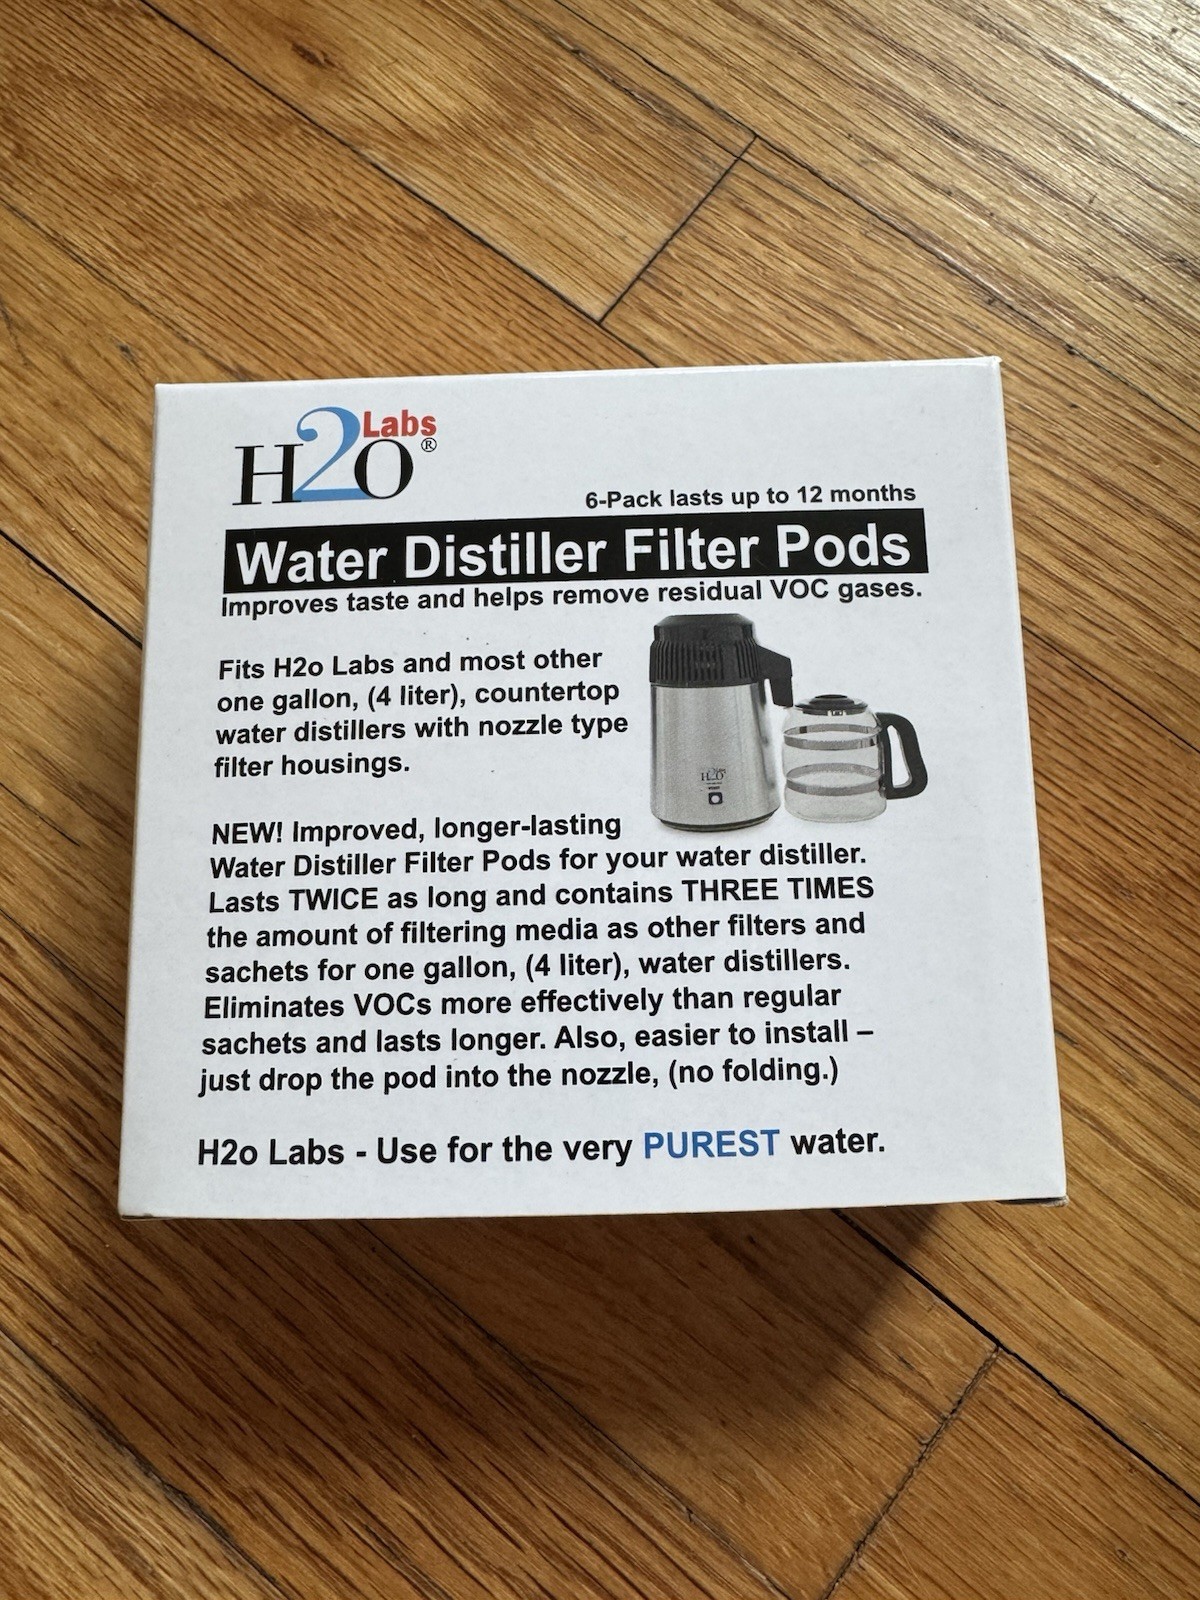 H2O Labs®
6-Pack lasts up to 12 months
Water Distiller Filter Pods
Improves taste and helps remove residual VOC gases.
Fits H2o Labs and most other
one gallon, (4 liter), countertop
water distillers with nozzle type
filter housings.
H2O
NEW! Improved, longer-lasting
Water Distiller Filter Pods for your water distiller.
Lasts TWICE as long and contains THREE TIMES
the amount of filtering media as other filters and
sachets for one gallon, (4 liter), water distillers.
Eliminates VOCs more effectively than regular
sachets and lasts longer. Also, easier to install –
just drop the pod into the nozzle, (no folding.)
H2o Labs - Use for the very PUREST water.